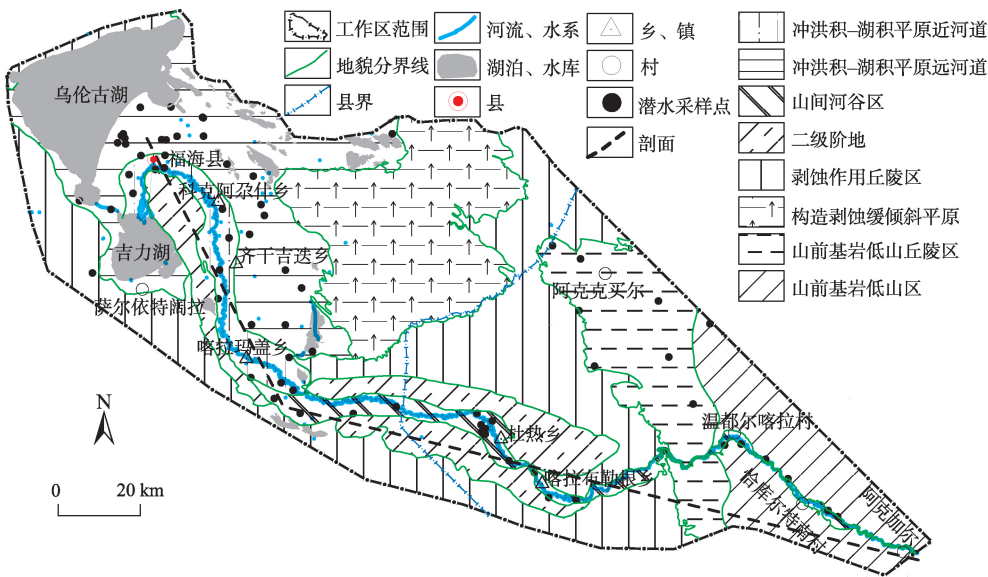 工作区范围
地貌分界线
县界
河流、水系
湖泊、水库
县
乡、镇
村
潜水采样点
剖面
冲洪积–湖积平原近河道
冲洪积–湖积平原远河道
山间河谷区
二级阶地
剥蚀作用丘陵区
构造剥蚀缓倾斜平原
山前基岩低山丘陵区
山前基岩低山区
乌伦古湖
福海县
科克阿尕什乡
吉力湖
齐干吉迭乡
萨尔依特阔拉
阿克克买尔
喀拉玛盖乡
杜热乡
温都尔喀拉村
喀拉布勒根乡
恰库尔特南村
阿克加尔
N
0 20 km